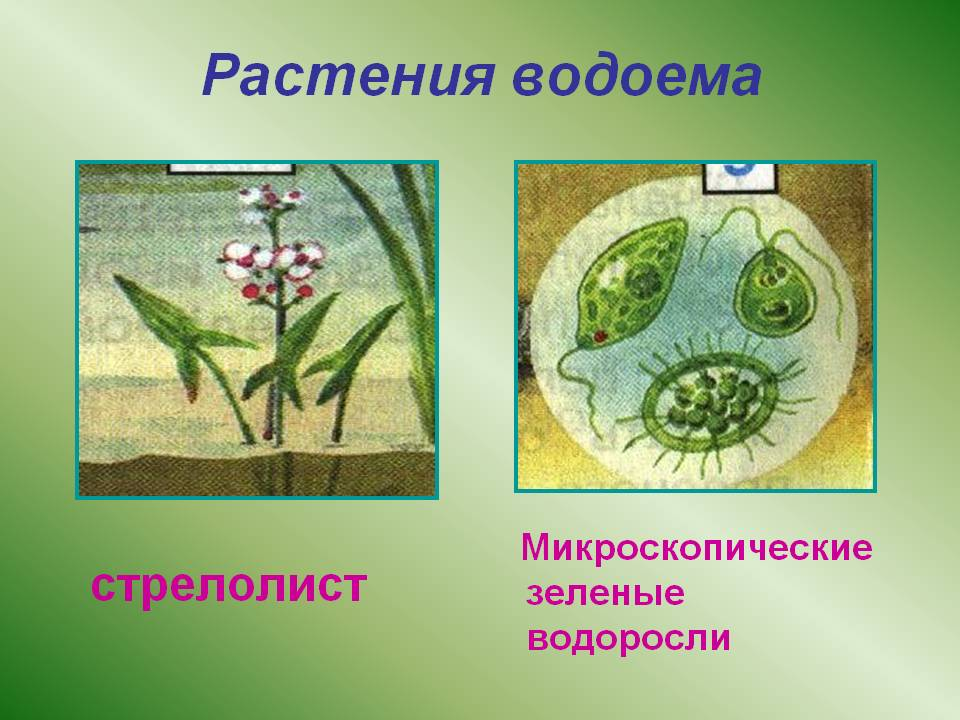 Растения водоема
стрелолист
Микроскопические
зеленые
водоросли